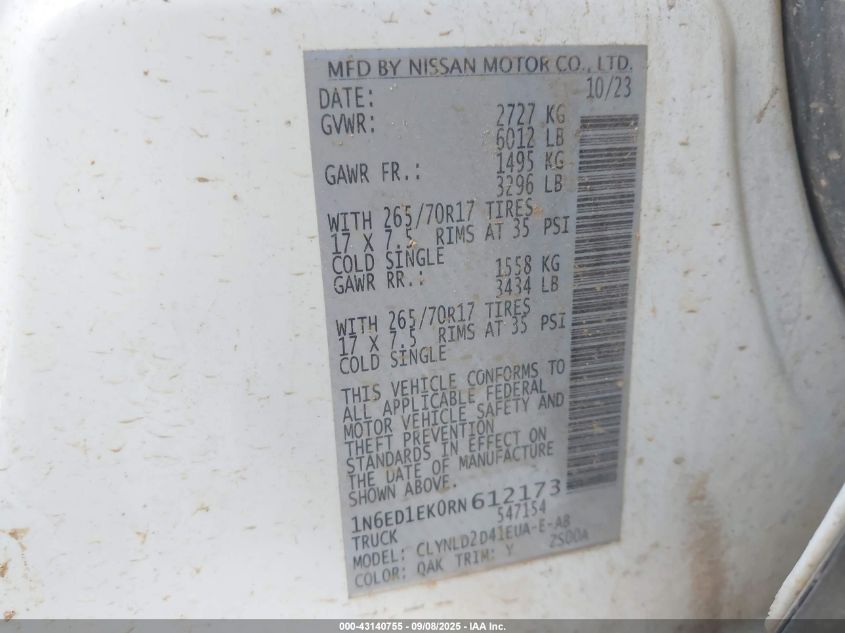 MFD BY NISSAN MOTOR CO., LTD.
DATE: 10/23
GVWR: 2727 KG
6012 LB
GAWR FR.: 1495 KG
3296 LB
WITH 265/70R17 TIRES
17 X 7.5 RIMS AT 35 PSI
COLD SINGLE
GAWR RR.: 1558 KG
3434 LB
WITH 265/70R17 TIRES
17 X 7.5 RIMS AT 35 PSI
COLD SINGLE
THIS VEHICLE CONFORMS TO
ALL APPLICABLE FEDERAL
MOTOR VEHICLE SAFETY AND
THEFT PREVENTION
STANDARDS IN EFFECT ON
THE DATE OF MANUFACTURE
SHOWN ABOVE.
1N6ED1EK0RN612173
TRUCK 547154
MODEL: CLYNLD2D41EUA-E-AB
COLOR: QAK TRIM: Y ZSD0A
000-43140755 - 09/08/2025 - IAA Inc.